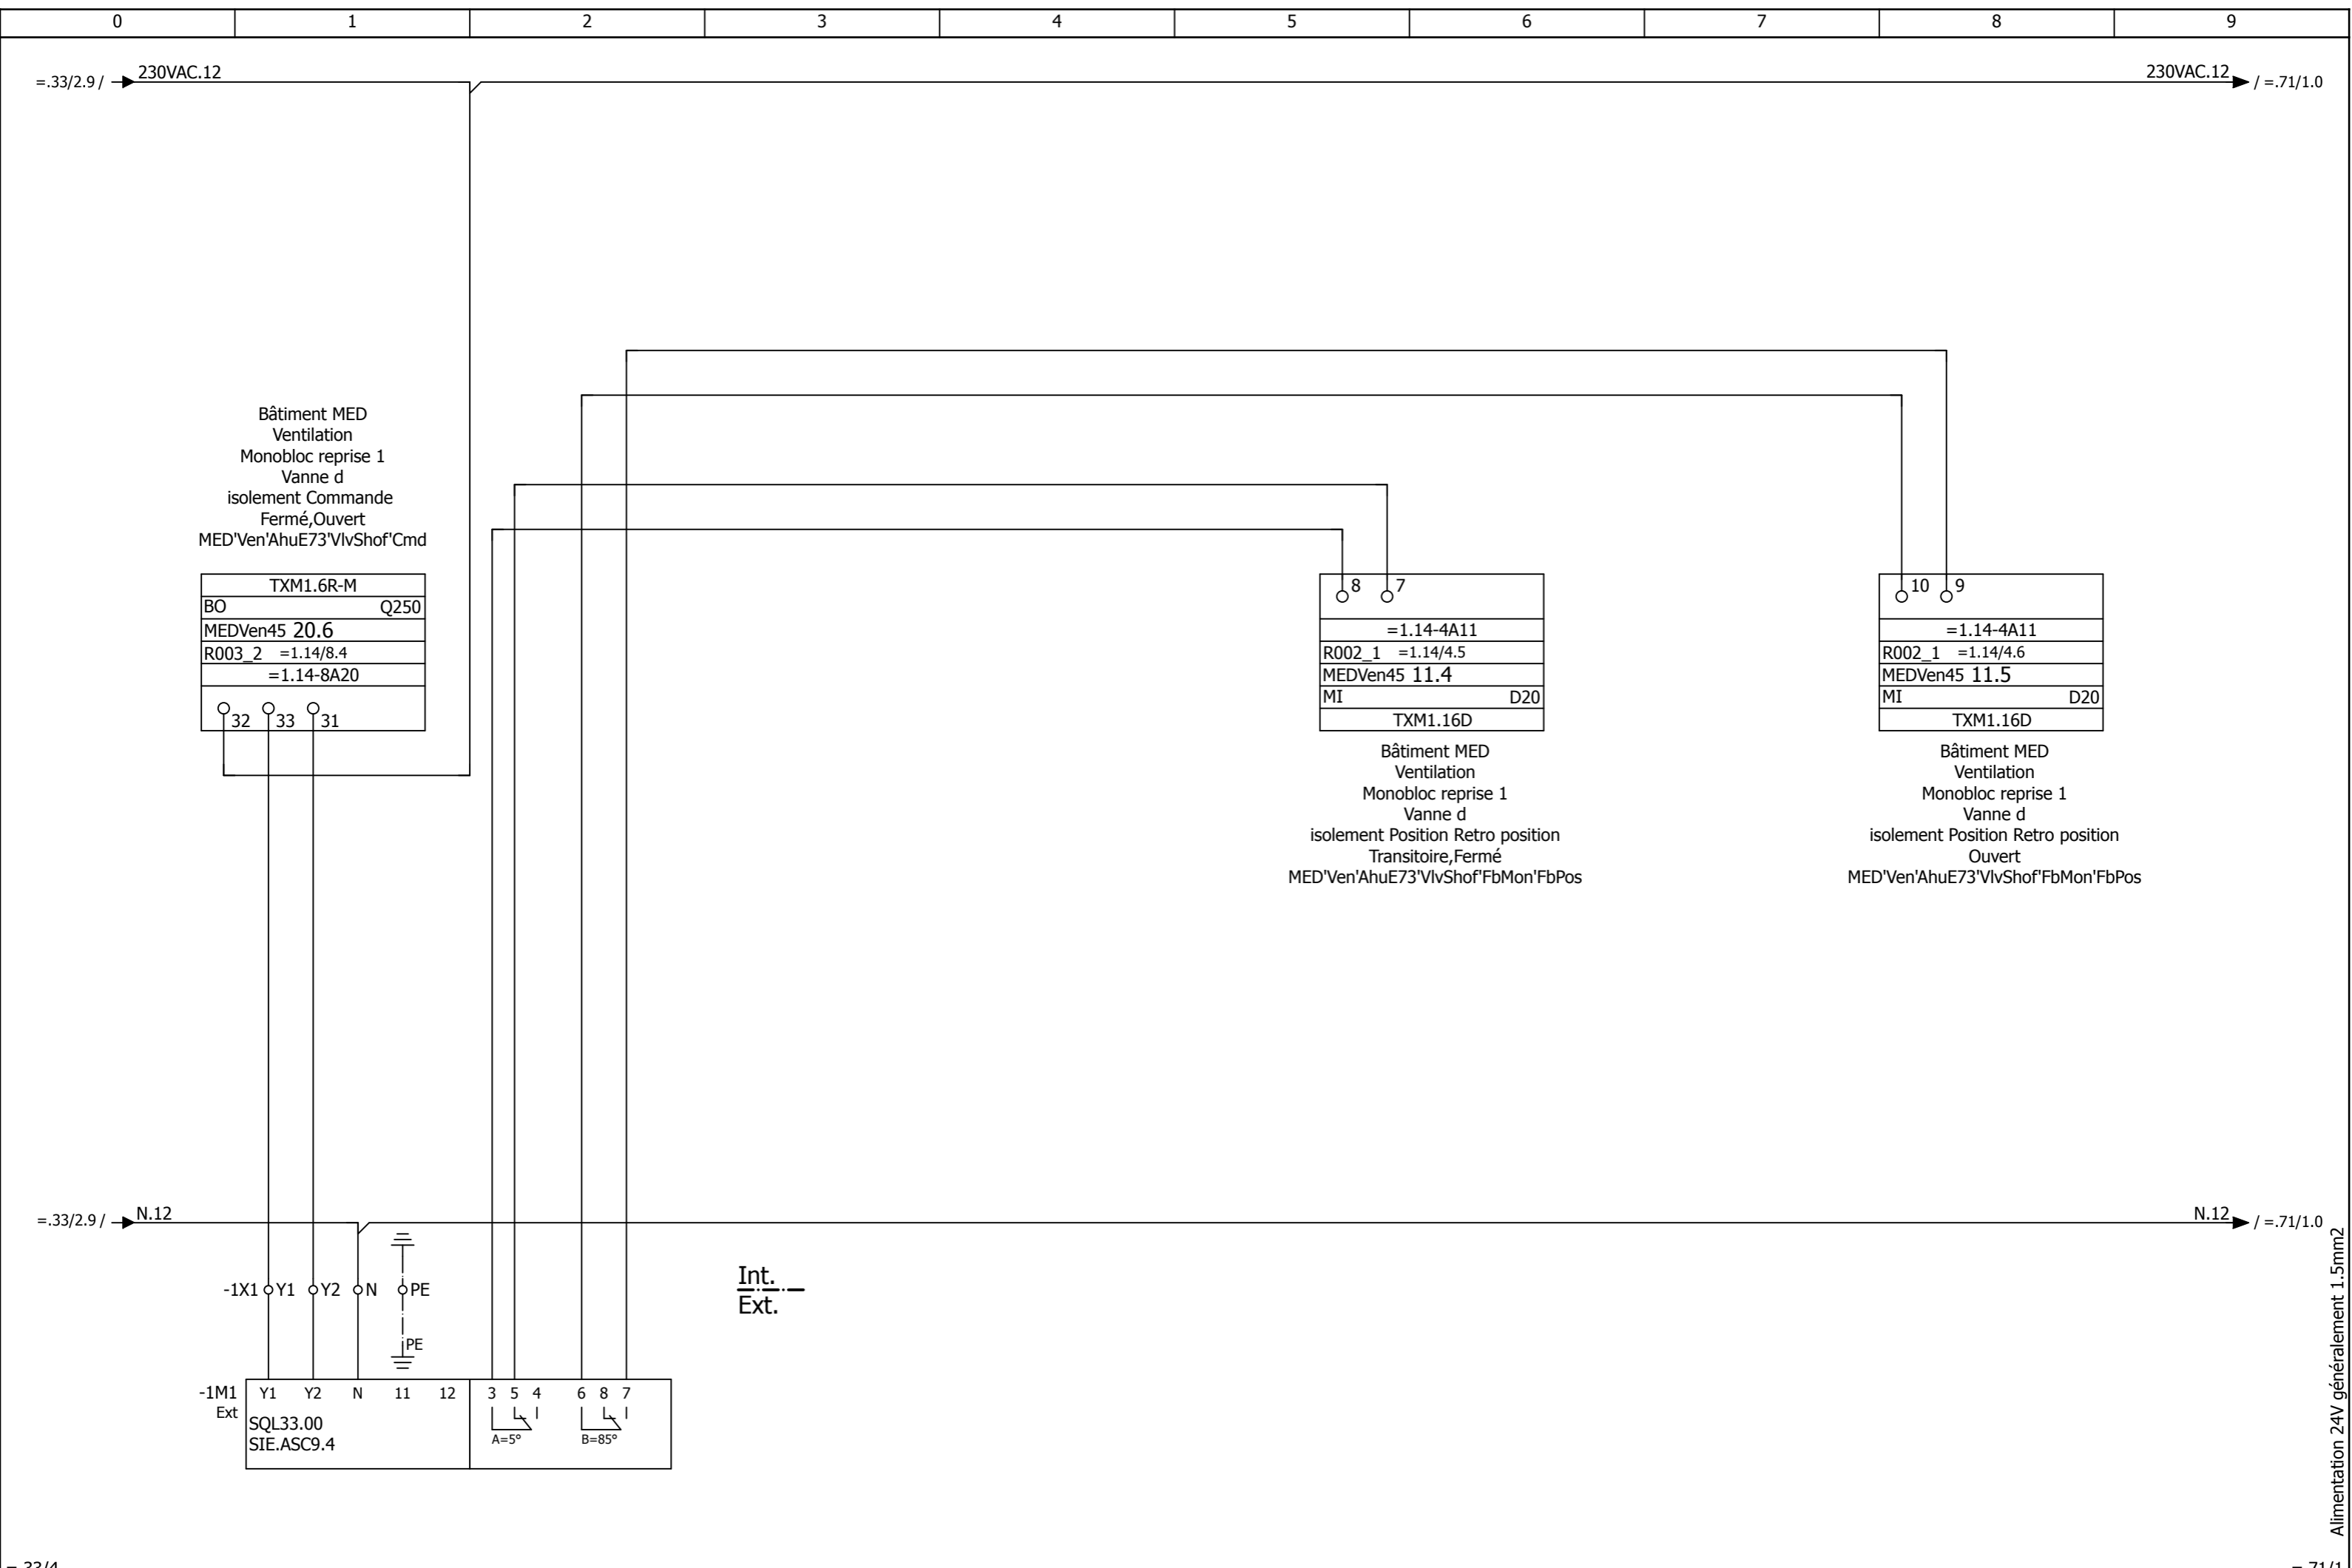 0 1 2 3 4 5 6 7 8 9
=.33/2.9 / 230VAC.12 230VAC.12 / =.71/1.0
Bâtiment MED
Ventilation
Monobloc reprise 1
Vanne d
isolement Commande
Fermé,Ouvert
MED'Ven'AhuE73'VlvShof'Cmd
TXM1.6R-M
BO Q250
MEDVen45 20.6
R003_2 =1.14/8.4
=1.14-8A20
32 33 31
8 7
=1.14-4A11
R002_1 =1.14/4.5
MEDVen45 11.4
MI D20
TXM1.16D
Bâtiment MED
Ventilation
Monobloc reprise 1
Vanne d
isolement Position Retro position
Transitoire,Fermé
MED'Ven'AhuE73'VlvShof'FbMon'FbPos
10 9
=1.14-4A11
R002_1 =1.14/4.6
MEDVen45 11.5
MI D20
TXM1.16D
Bâtiment MED
Ventilation
Monobloc reprise 1
Vanne d
isolement Position Retro position
Ouvert
MED'Ven'AhuE73'VlvShof'FbMon'FbPos
=.33/2.9 / N.12 N.12 / =.71/1.0
-1X1 Y1 Y2 N PE
PE
Int.
Ext.
-1M1 Y1 Y2 N 11 12 3 5 4 6 8 7
Ext
SQL33.00
SIE.ASC9.4
A=5° B=85°
Alimentation 24V généralement 1.5mm2
=.33/4 =.71/1